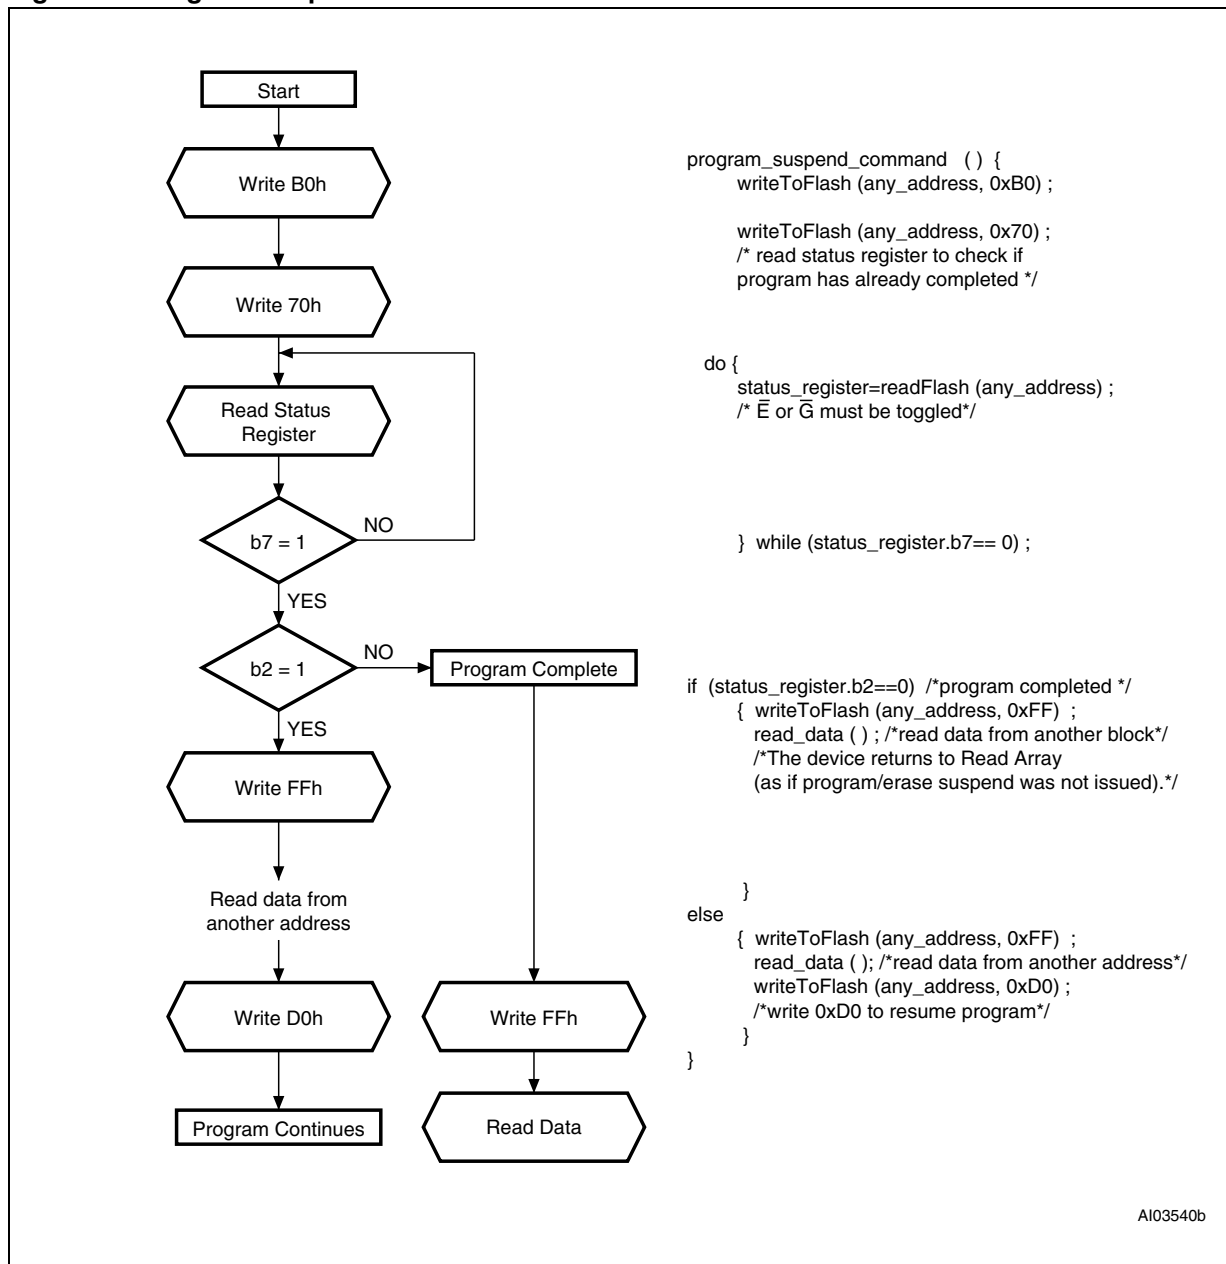 Start
Write B0h
Write 70h
Read Status
Register
b7 = 1
NO
YES
b2 = 1
NO
Program Complete
YES
Write FFh
Read data from
another address
Write D0h
Write FFh
Program Continues
Read Data
program_suspend_command ( ) {
writeToFlash (any_address, 0xB0) ;
writeToFlash (any_address, 0x70) ;
/* read status register to check if
program has already completed */
do {
status_register=readFlash (any_address) ;
/* E̅ or G̅ must be toggled*/
} while (status_register.b7== 0) ;
if (status_register.b2==0) /*program completed */
{ writeToFlash (any_address, 0xFF) ;
read_data ( ) ; /*read data from another block*/
/*The device returns to Read Array
(as if program/erase suspend was not issued).*/
}
else
{ writeToFlash (any_address, 0xFF) ;
read_data ( ); /*read data from another address*/
writeToFlash (any_address, 0xD0) ;
/*write 0xD0 to resume program*/
}
}
AI03540b